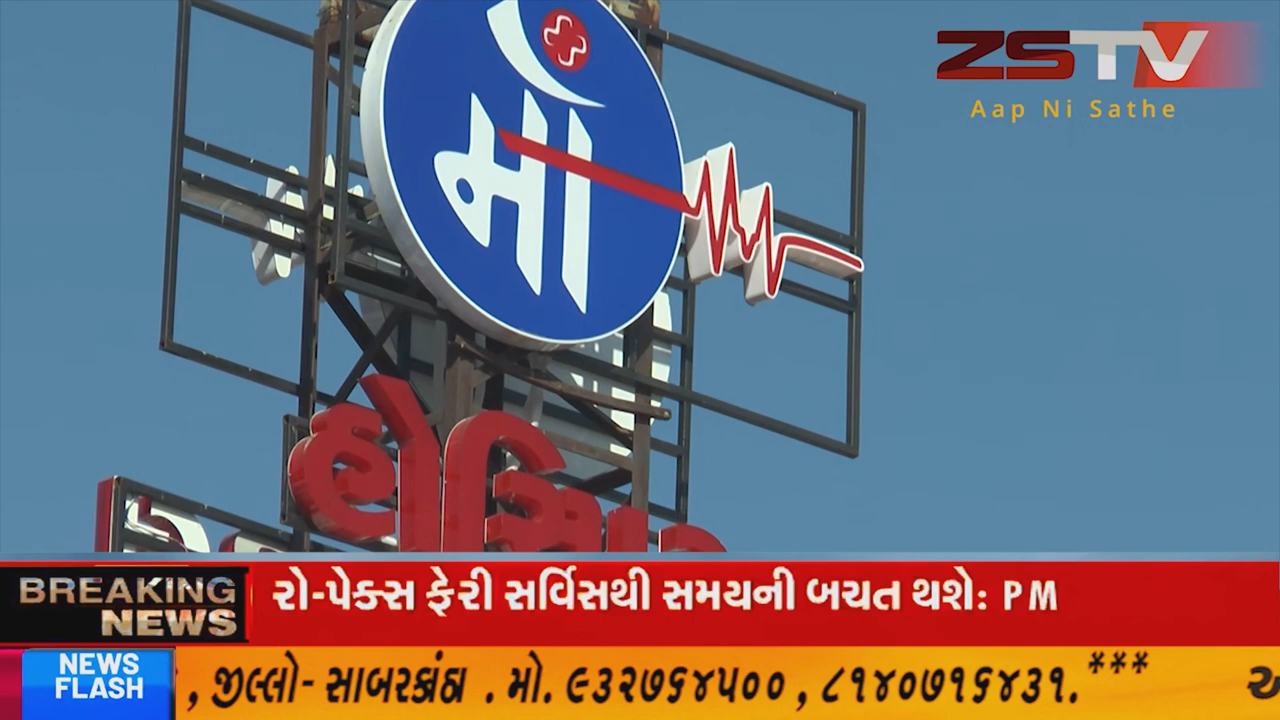 ZSTV
Aap Ni Sathe
માઁ
BREAKING
NEWS
રો-પેક્સ ફેરી સર્વિસથી સમયની બચત થશેઃ PM
NEWS
FLASH
, જીલ્લો- સાબરકાંઠા . મો. ૯૩૨૭૬૪૫૦૦ , ૮૧૪૦૭૧૬૪૩૧.***